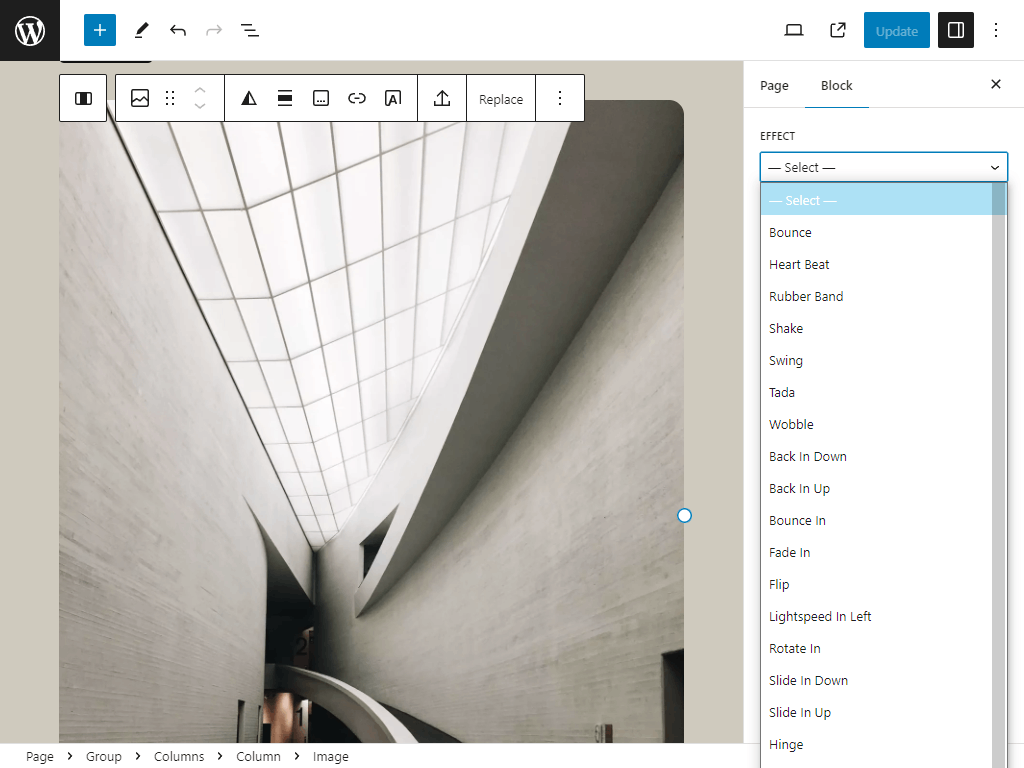 Update
Replace
A
Page
Block
EFFECT
— Select —
— Select —
Bounce
Heart Beat
Rubber Band
Shake
Swing
Tada
Wobble
Back In Down
Back In Up
Bounce In
Fade In
Flip
Lightspeed In Left
Rotate In
Slide In Down
Slide In Up
Hinge
2
1
Page > Group > Columns > Column > Image